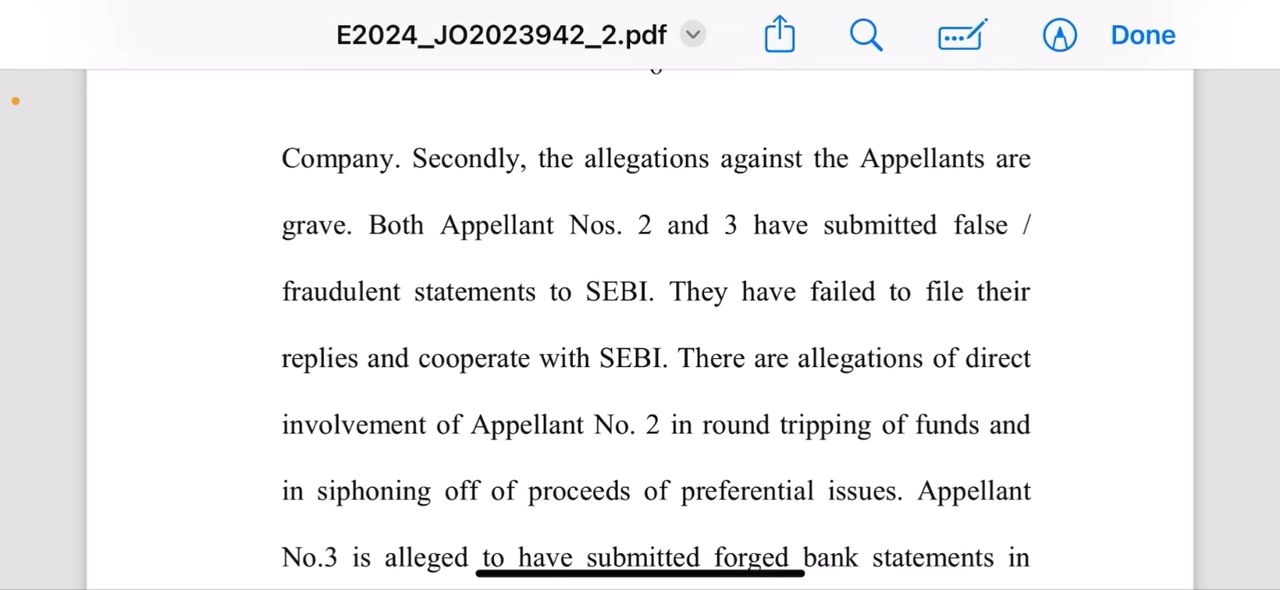 E2024_JO2023942_2.pdf
Done
Company. Secondly, the allegations against the Appellants are
grave. Both Appellant Nos. 2 and 3 have submitted false /
fraudulent statements to SEBI. They have failed to file their
replies and cooperate with SEBI. There are allegations of direct
involvement of Appellant No. 2 in round tripping of funds and
in siphoning off of proceeds of preferential issues. Appellant
No.3 is alleged to have submitted forged bank statements in